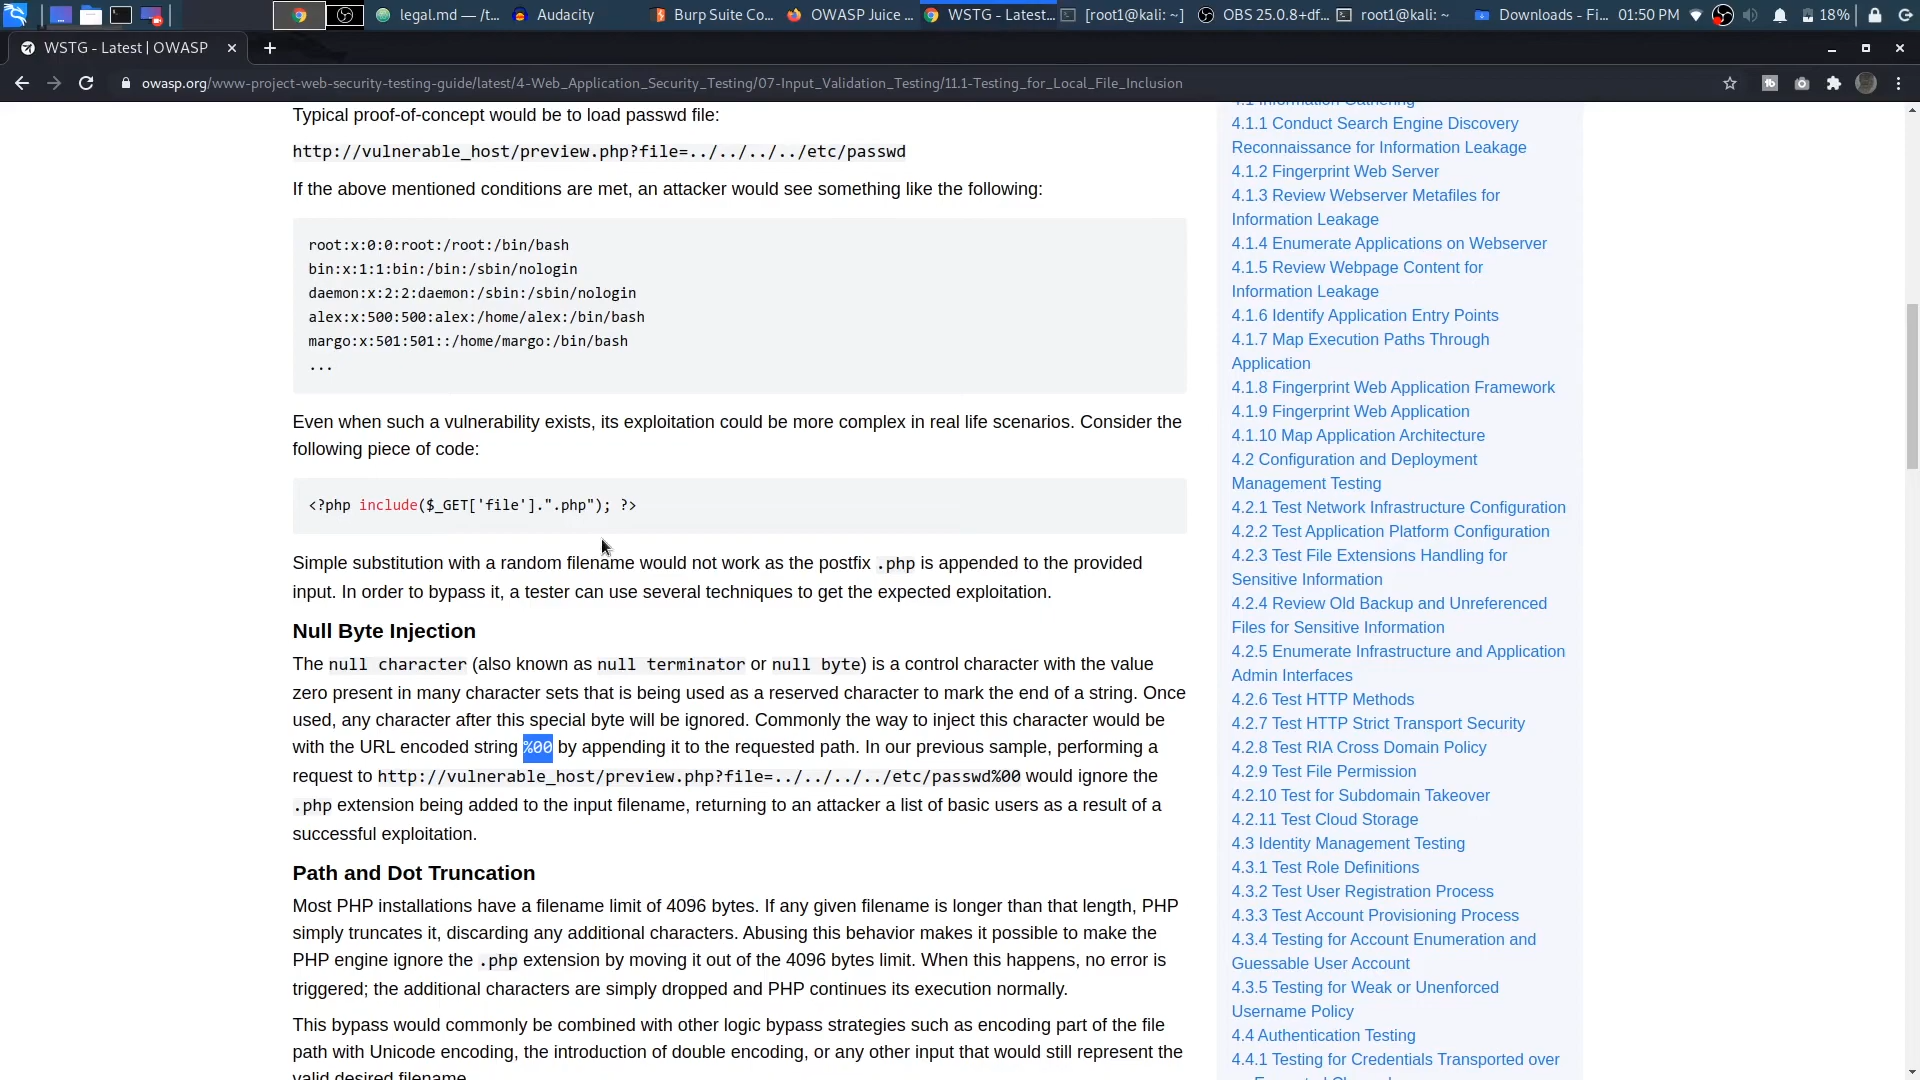 legal.md — /t...
Audacity
Burp Suite Co...
OWASP Juice ...
WSTG - Latest...
[root1@kali: ~]
OBS 25.0.8+df...
root1@kali: ~
Downloads - Fi...
01:50 PM
18%
WSTG - Latest | OWASP
owasp.org/www-project-web-security-testing-guide/latest/4-Web_Application_Security_Testing/07-Input_Validation_Testing/11.1-Testing_for_Local_File_Inclusion
Typical proof-of-concept would be to load passwd file:
http://vulnerable_host/preview.php?file=../../../../etc/passwd
If the above mentioned conditions are met, an attacker would see something like the following:
root:x:0:0:root:/root:/bin/bash
bin:x:1:1:bin:/bin:/sbin/nologin
daemon:x:2:2:daemon:/sbin:/sbin/nologin
alex:x:500:500:alex:/home/alex:/bin/bash
margo:x:501:501::/home/margo:/bin/bash
...
Even when such a vulnerability exists, its exploitation could be more complex in real life scenarios. Consider the
following piece of code:
<?php include($_GET['file'].".php"); ?>
Simple substitution with a random filename would not work as the postfix .php is appended to the provided
input. In order to bypass it, a tester can use several techniques to get the expected exploitation.
Null Byte Injection
The null character (also known as null terminator or null byte) is a control character with the value
zero present in many character sets that is being used as a reserved character to mark the end of a string. Once
used, any character after this special byte will be ignored. Commonly the way to inject this character would be
with the URL encoded string %00 by appending it to the requested path. In our previous sample, performing a
request to http://vulnerable_host/preview.php?file=../../../../etc/passwd%00 would ignore the
.php extension being added to the input filename, returning to an attacker a list of basic users as a result of a
successful exploitation.
Path and Dot Truncation
Most PHP installations have a filename limit of 4096 bytes. If any given filename is longer than that length, PHP
simply truncates it, discarding any additional characters. Abusing this behavior makes it possible to make the
PHP engine ignore the .php extension by moving it out of the 4096 bytes limit. When this happens, no error is
triggered; the additional characters are simply dropped and PHP continues its execution normally.
This bypass would commonly be combined with other logic bypass strategies such as encoding part of the file
path with Unicode encoding, the introduction of double encoding, or any other input that would still represent the
valid desired filename.
4.1 Information Gathering
4.1.1 Conduct Search Engine Discovery
Reconnaissance for Information Leakage
4.1.2 Fingerprint Web Server
4.1.3 Review Webserver Metafiles for
Information Leakage
4.1.4 Enumerate Applications on Webserver
4.1.5 Review Webpage Content for
Information Leakage
4.1.6 Identify Application Entry Points
4.1.7 Map Execution Paths Through
Application
4.1.8 Fingerprint Web Application Framework
4.1.9 Fingerprint Web Application
4.1.10 Map Application Architecture
4.2 Configuration and Deployment
Management Testing
4.2.1 Test Network Infrastructure Configuration
4.2.2 Test Application Platform Configuration
4.2.3 Test File Extensions Handling for
Sensitive Information
4.2.4 Review Old Backup and Unreferenced
Files for Sensitive Information
4.2.5 Enumerate Infrastructure and Application
Admin Interfaces
4.2.6 Test HTTP Methods
4.2.7 Test HTTP Strict Transport Security
4.2.8 Test RIA Cross Domain Policy
4.2.9 Test File Permission
4.2.10 Test for Subdomain Takeover
4.2.11 Test Cloud Storage
4.3 Identity Management Testing
4.3.1 Test Role Definitions
4.3.2 Test User Registration Process
4.3.3 Test Account Provisioning Process
4.3.4 Testing for Account Enumeration and
Guessable User Account
4.3.5 Testing for Weak or Unenforced
Username Policy
4.4 Authentication Testing
4.4.1 Testing for Credentials Transported over